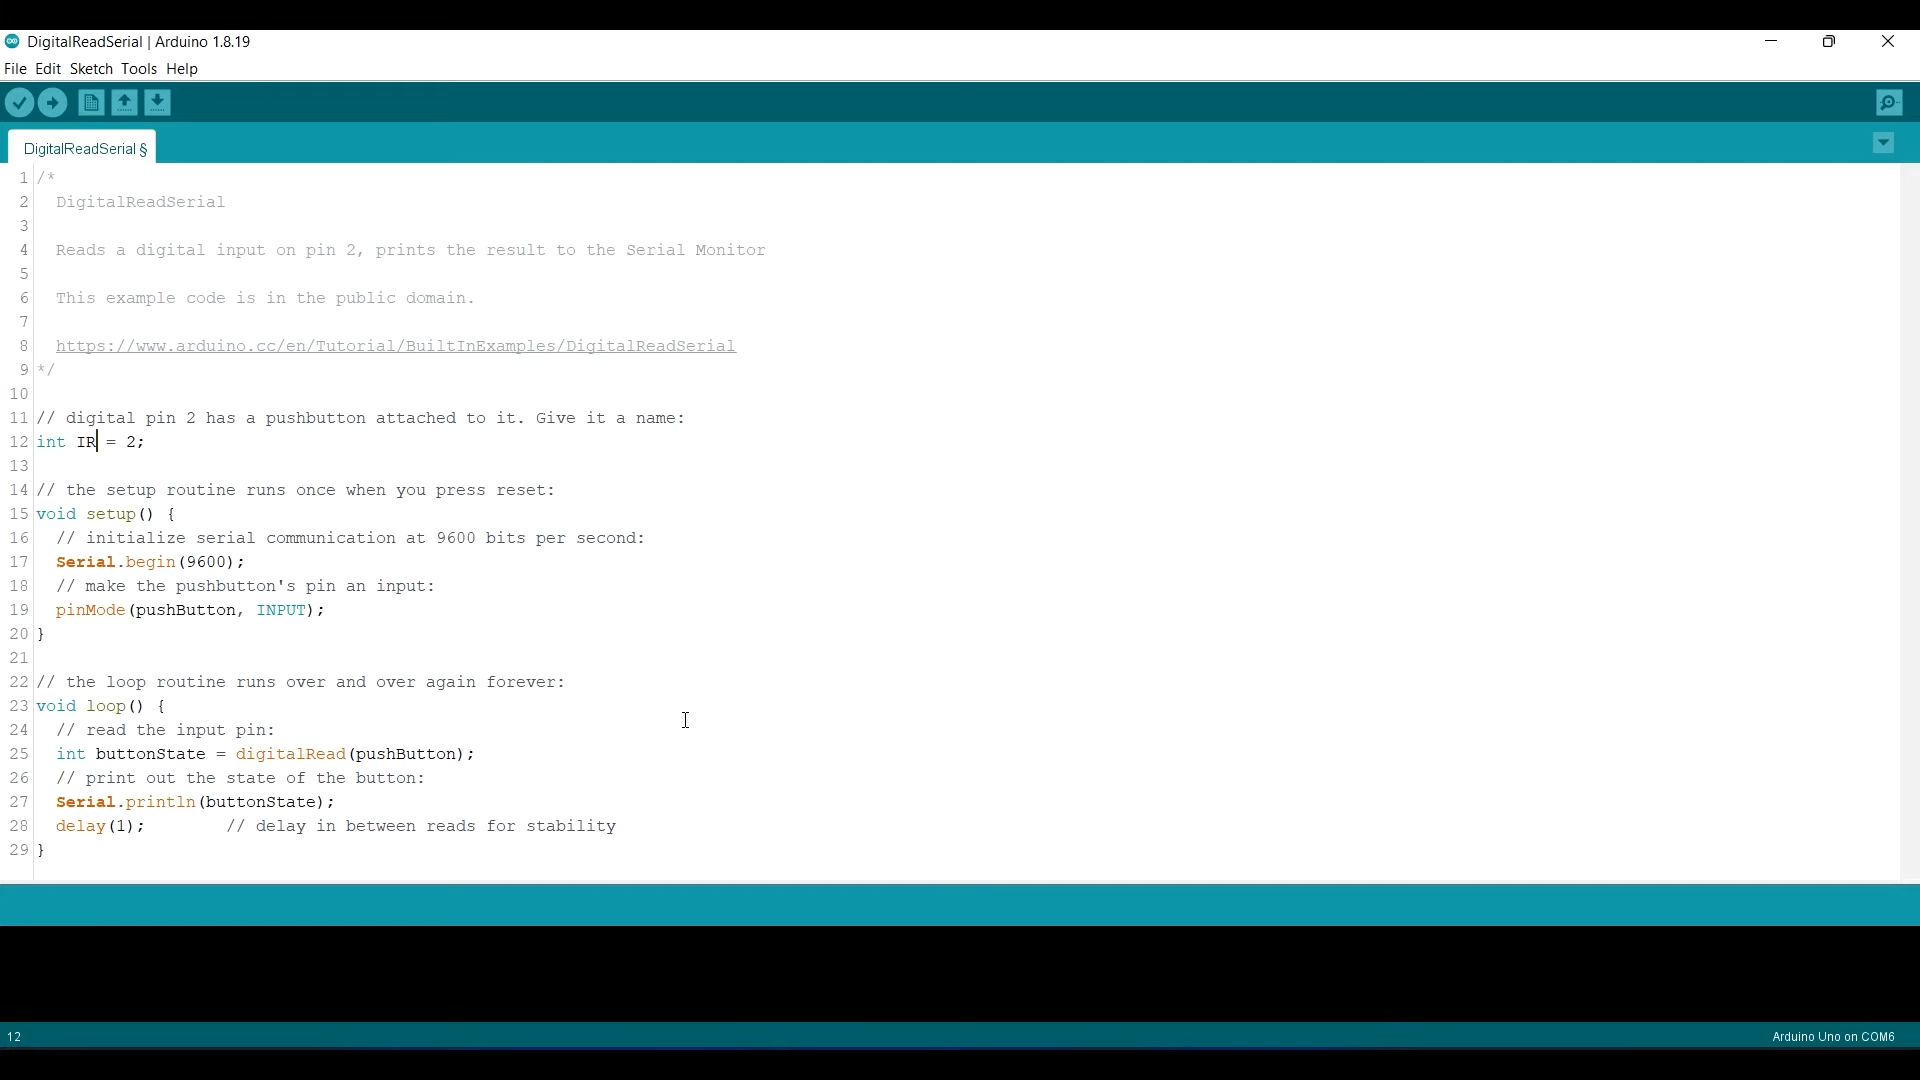 DigitalReadSerial | Arduino 1.8.19
File Edit Sketch Tools Help
DigitalReadSerial §
1 /*
2   DigitalReadSerial
3
4   Reads a digital input on pin 2, prints the result to the Serial Monitor
5
6   This example code is in the public domain.
7
8   https://www.arduino.cc/en/Tutorial/BuiltInExamples/DigitalReadSerial
9 */
10
11 // digital pin 2 has a pushbutton attached to it. Give it a name:
12 int IR = 2;
13
14 // the setup routine runs once when you press reset:
15 void setup() {
16   // initialize serial communication at 9600 bits per second:
17   Serial.begin(9600);
18   // make the pushbutton's pin an input:
19   pinMode(pushButton, INPUT);
20 }
21
22 // the loop routine runs over and over again forever:
23 void loop() {
24   // read the input pin:
25   int buttonState = digitalRead(pushButton);
26   // print out the state of the button:
27   Serial.println(buttonState);
28   delay(1);        // delay in between reads for stability
29 }
12
Arduino Uno on COM6